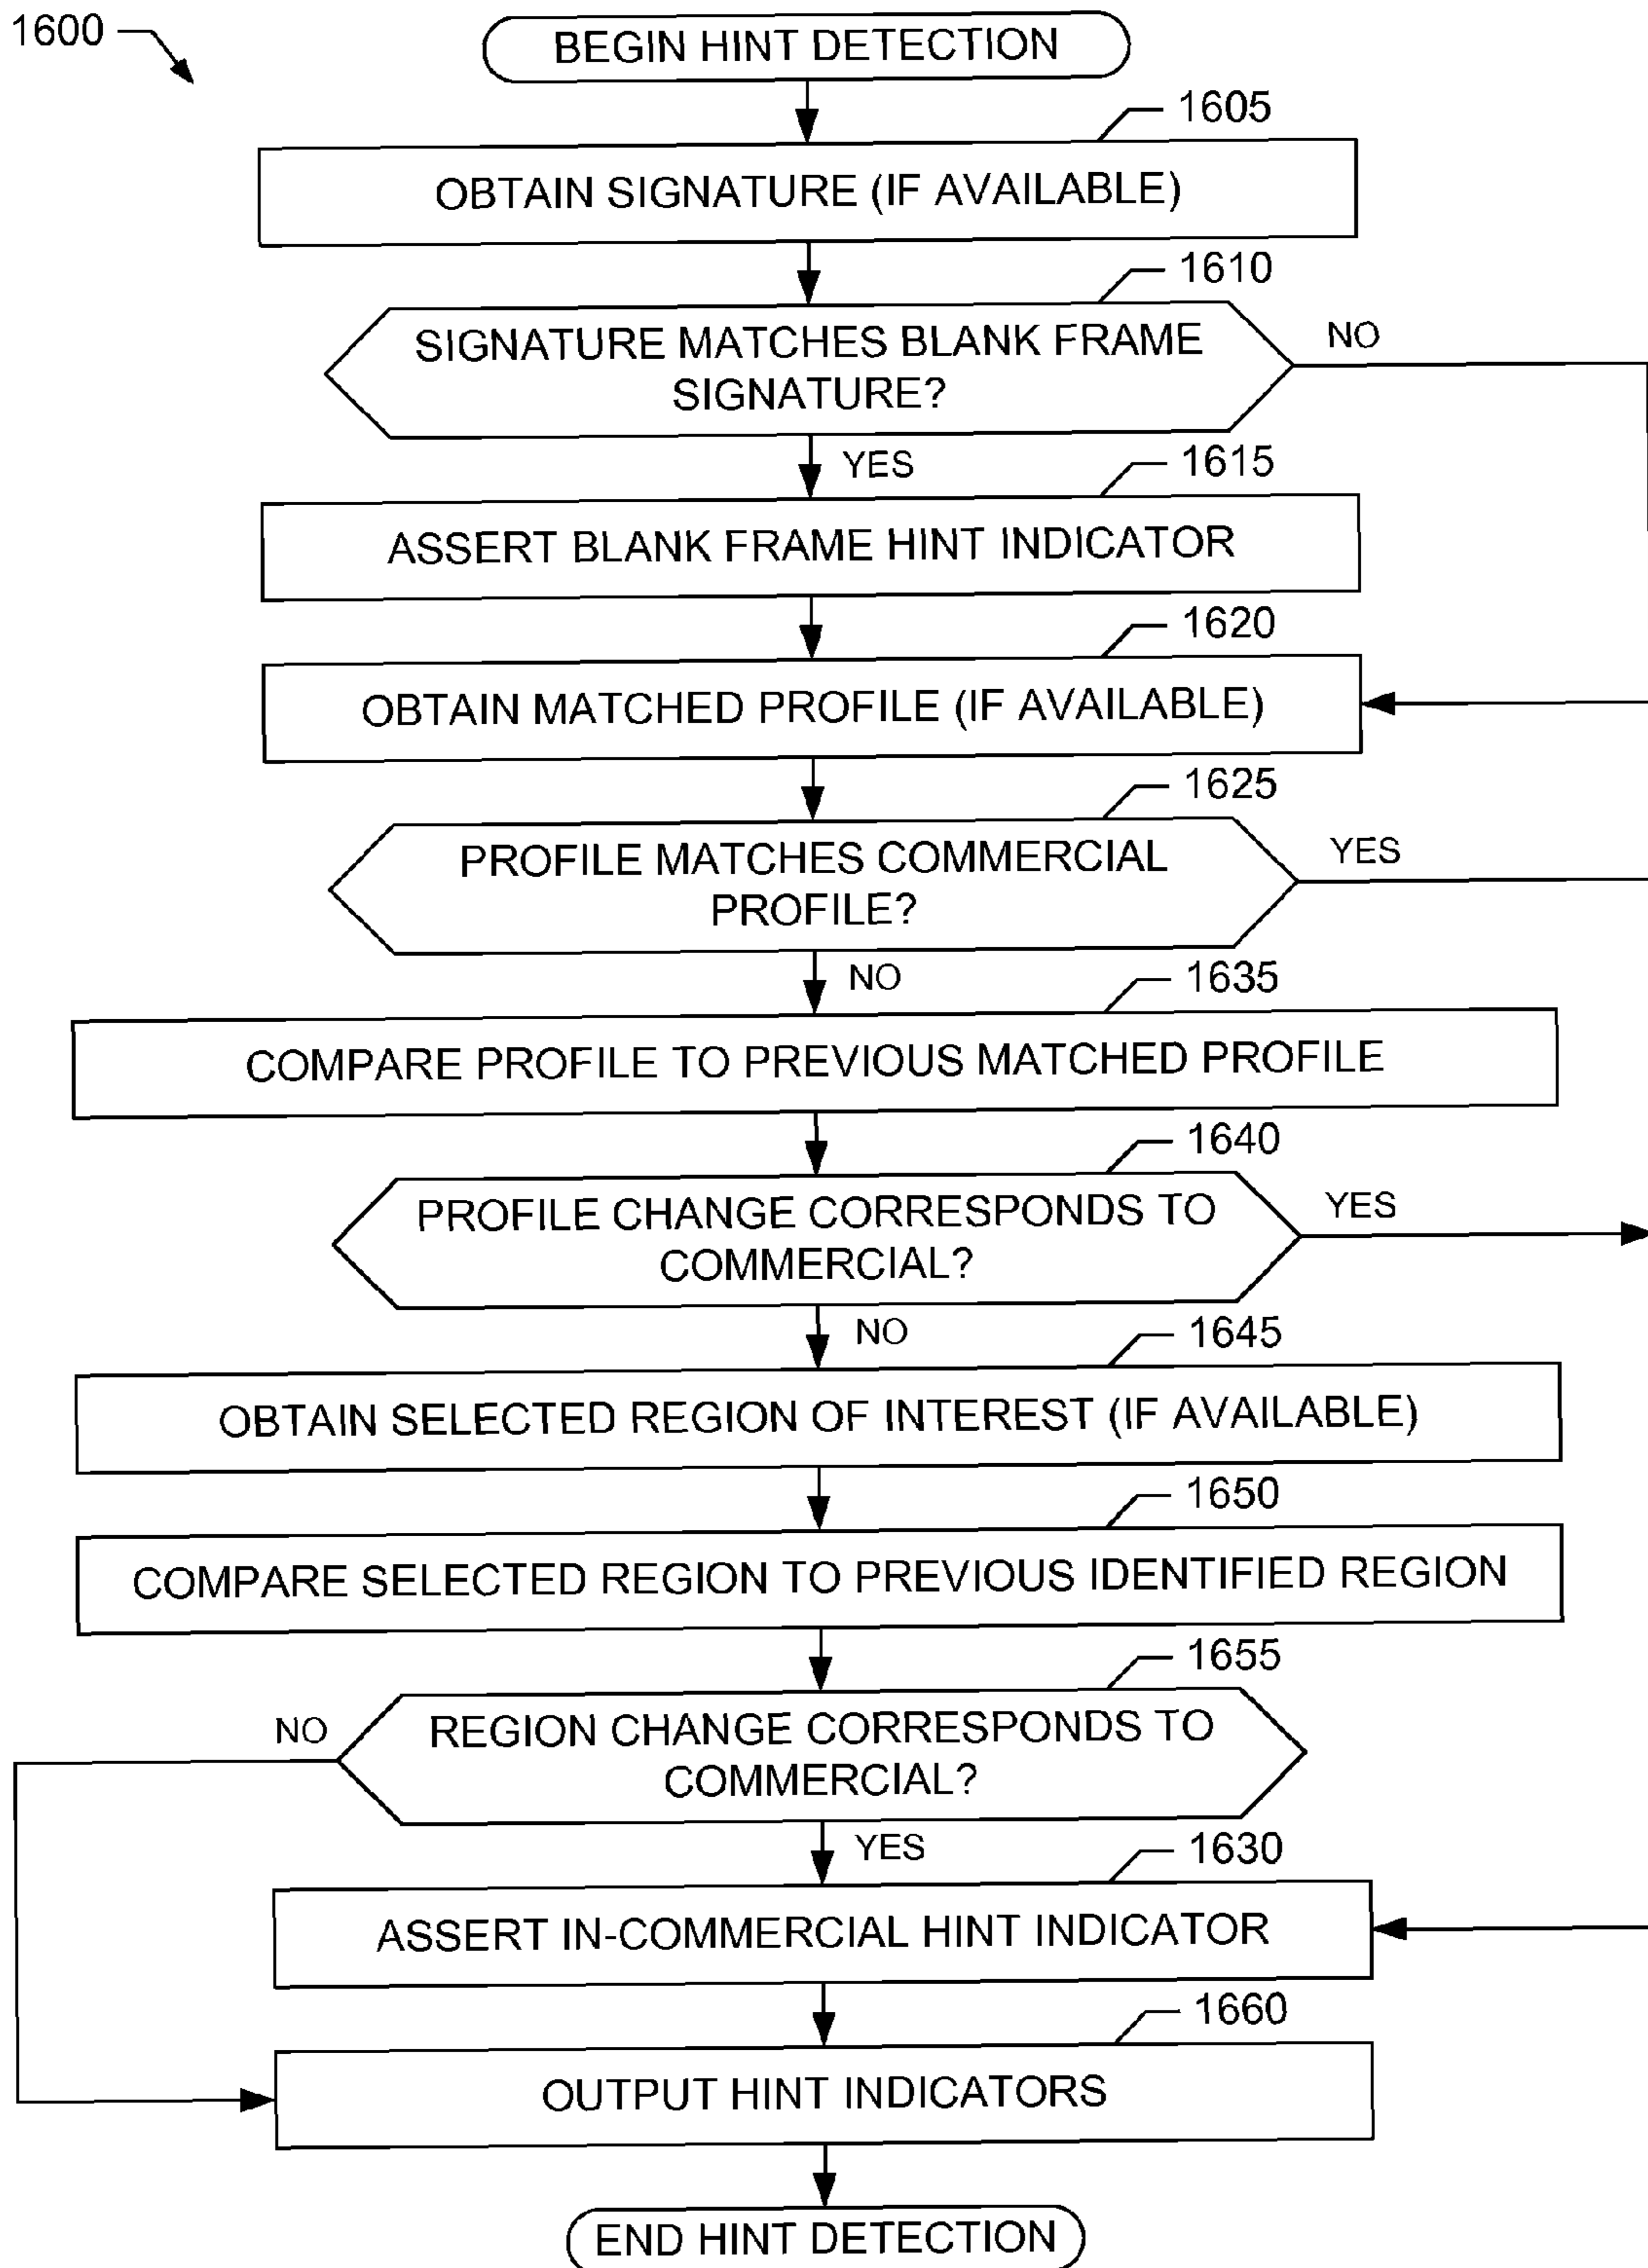 1600
BEGIN HINT DETECTION
1605
OBTAIN SIGNATURE (IF AVAILABLE)
1610
SIGNATURE MATCHES BLANK FRAME
SIGNATURE?
NO
YES
1615
ASSERT BLANK FRAME HINT INDICATOR
1620
OBTAIN MATCHED PROFILE (IF AVAILABLE)
1625
PROFILE MATCHES COMMERCIAL
PROFILE?
YES
NO
1635
COMPARE PROFILE TO PREVIOUS MATCHED PROFILE
1640
PROFILE CHANGE CORRESPONDS TO
COMMERCIAL?
YES
NO
1645
OBTAIN SELECTED REGION OF INTEREST (IF AVAILABLE)
1650
COMPARE SELECTED REGION TO PREVIOUS IDENTIFIED REGION
1655
NO
REGION CHANGE CORRESPONDS TO
COMMERCIAL?
YES
1630
ASSERT IN-COMMERCIAL HINT INDICATOR
1660
OUTPUT HINT INDICATORS
END HINT DETECTION